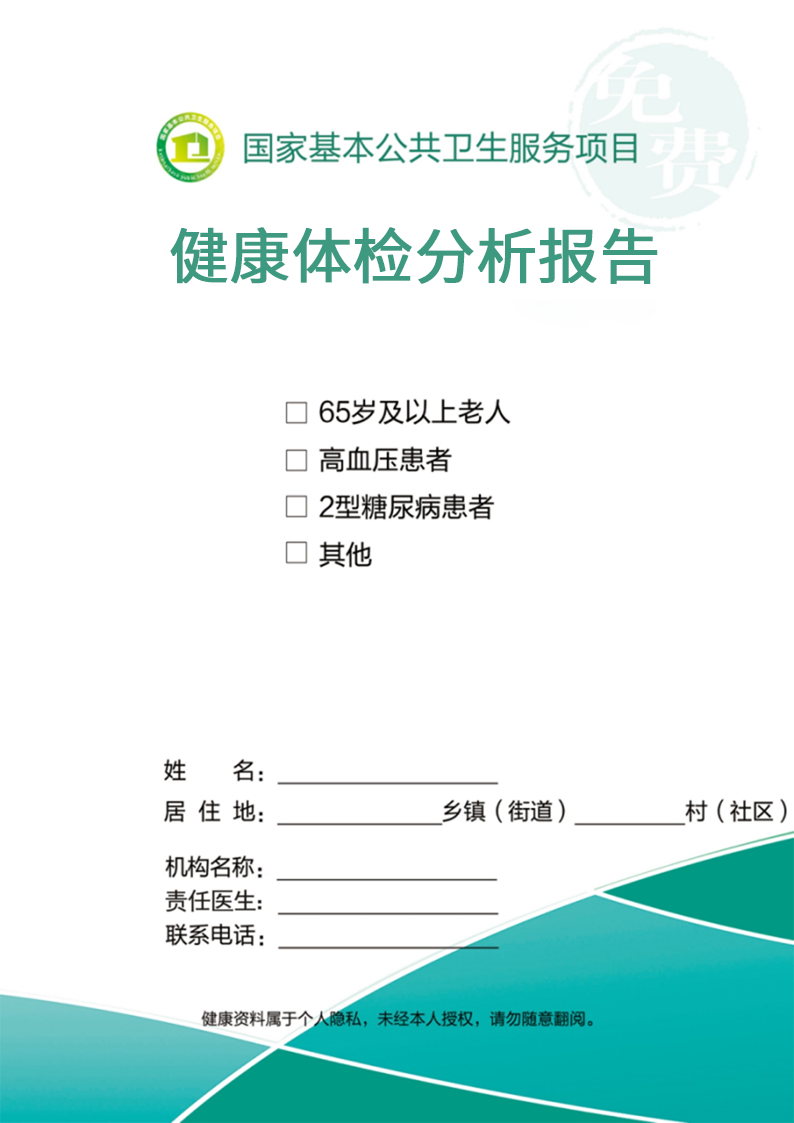 免费
国家基本公共卫生服务项目
健康体检分析报告
□ 65岁及以上老人
□ 高血压患者
□ 2型糖尿病患者
□ 其他
姓 名：
居 住 地： 乡镇（街道） 村（社区）
机构名称：
责任医生：
联系电话：
健康资料属于个人隐私，未经本人授权，请勿随意翻阅。